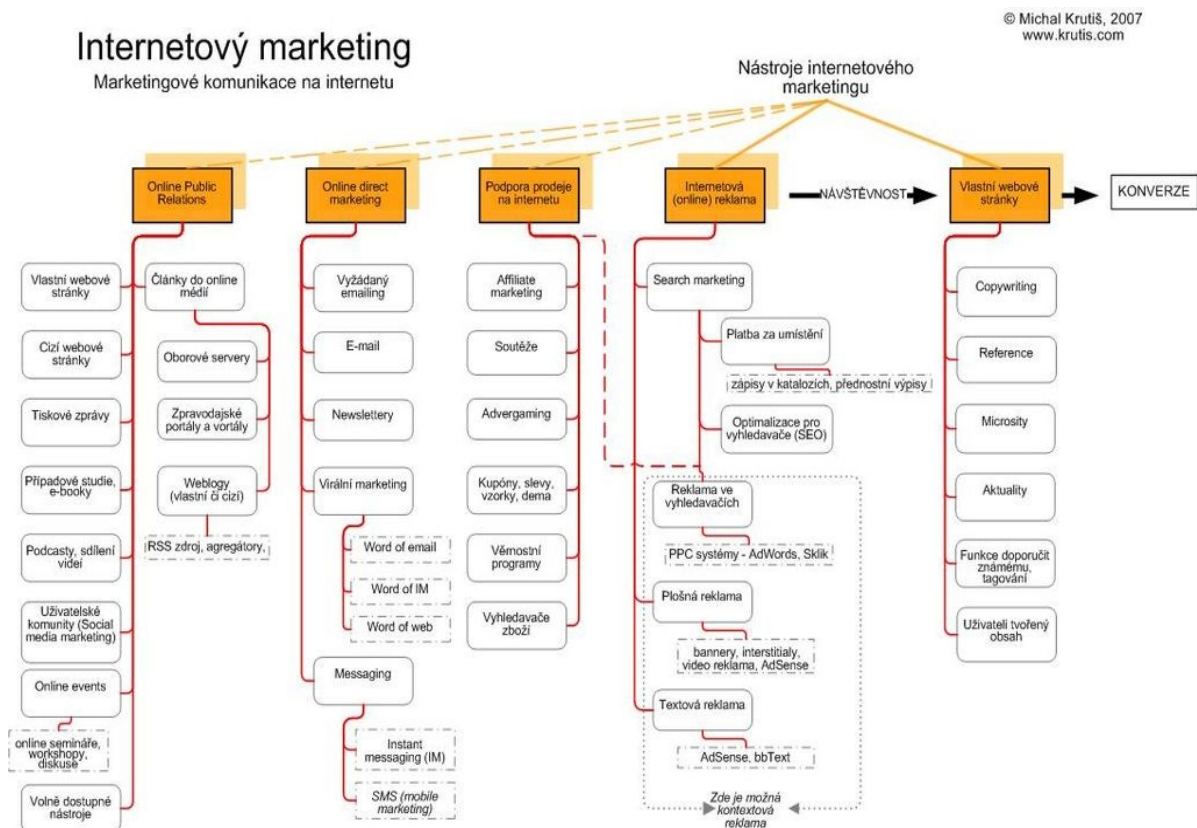 © Michal Krutiš, 2007
www.krutis.com
Internetový marketing
Marketingové komunikace na internetu
Nástroje internetového
marketingu
Online Public
Relations
Online direct
marketing
Podpora prodeje
na internetu
Internetová
(online) reklama
NÁVŠTĚVNOST
Vlastní webové
stránky
KONVERZE
Vlastní webové
stránky
Cizí webové
stránky
Tiskové zprávy
Případové studie,
e-booky
Podcasty, sdílení
videí
Uživatelské
komunity (Social
media marketing)
Online events
online semináře,
workshopy,
diskuse
Volně dostupné
nástroje
Články do online
médií
Oborové servery
Zpravodajské
portály a vortály
Weblogy
(vlastní či cizí)
RSS zdroj, agregátory,
Vyžádaný
emailing
E-mail
Newslettery
Virální marketing
Word of email
Word of IM
Word of web
Messaging
Instant
messaging (IM)
SMS (mobile
marketing)
Affiliate
marketing
Soutěže
Advergaming
Kupóny, slevy,
vzorky, dema
Věrnostní
programy
Vyhledavače
zboží
Search marketing
Platba za umístění
zápisy v katalozích, přednostní výpisy
Optimalizace pro
vyhledavače (SEO)
Reklama ve
vyhledavačích
PPC systémy - AdWords, Sklik
Plošná reklama
bannery, interstitialy,
video reklama, AdSense
Textová reklama
AdSense, bbText
Zde je možná
kontextová
reklama
Copywriting
Reference
Microsity
Aktuality
Funkce doporučit
známému,
tagování
Uživateli tvořený
obsah